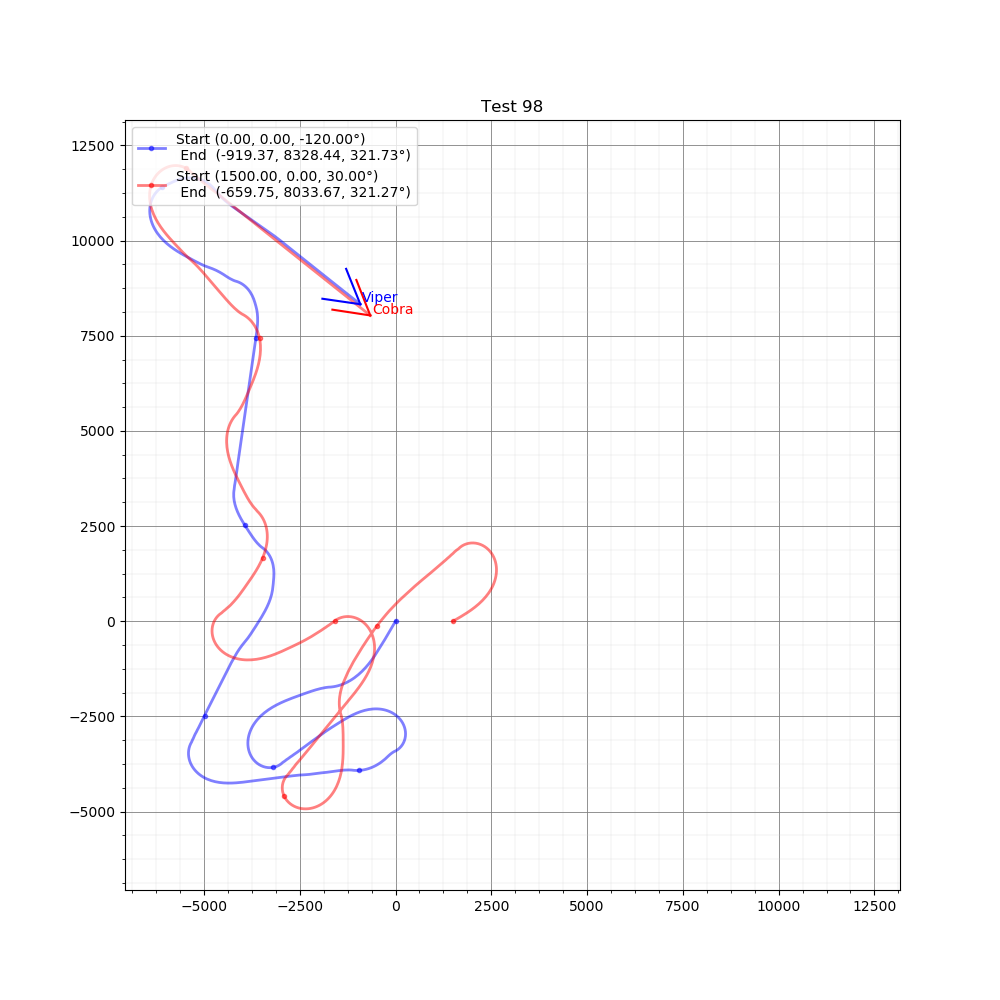 Test 98
Start (0.00, 0.00, -120.00°)
End (-919.37, 8328.44, 321.73°)
Start (1500.00, 0.00, 30.00°)
End (-659.75, 8033.67, 321.27°)
12500
10000
7500
5000
2500
0
−2500
−5000
Viper
Cobra
−5000 −2500 0 2500 5000 7500 10000 12500